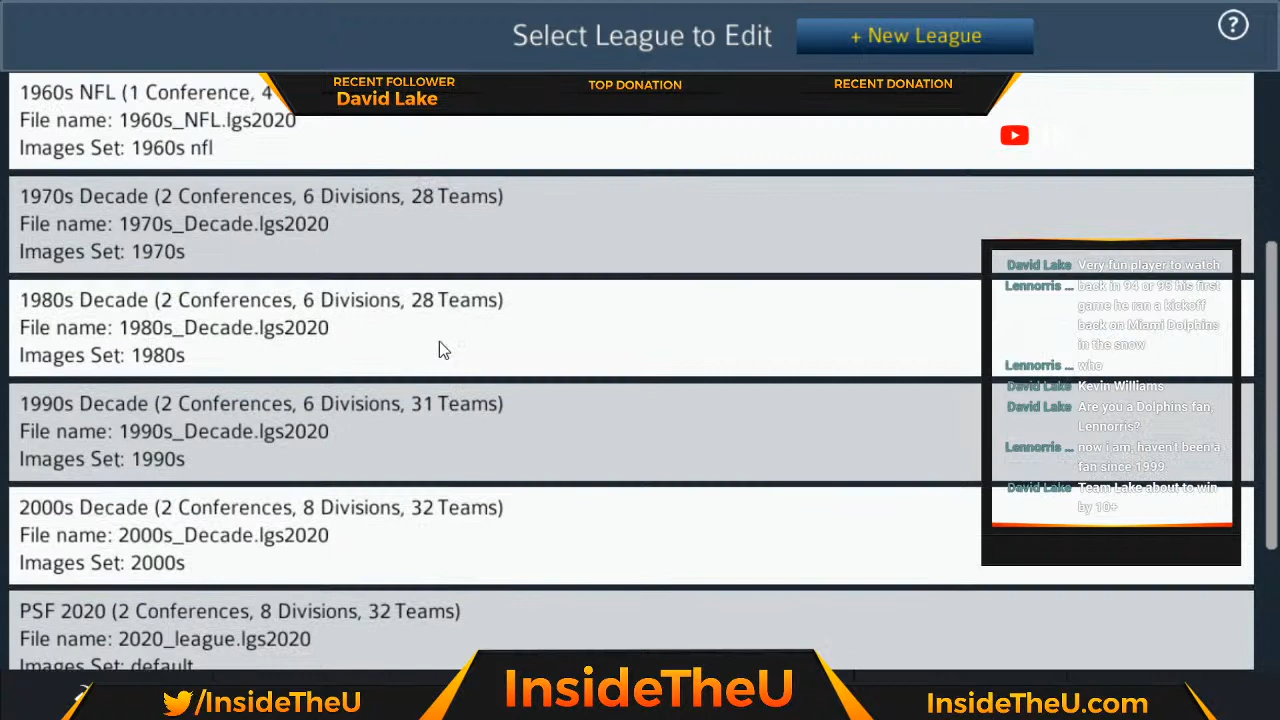 Select League to Edit
+ New League
?
RECENT FOLLOWER
David Lake
TOP DONATION
RECENT DONATION
1960s NFL (1 Conference, 4
File name: 1960s_NFL.lgs2020
Images Set: 1960s nfl
1970s Decade (2 Conferences, 6 Divisions, 28 Teams)
File name: 1970s_Decade.lgs2020
Images Set: 1970s
1980s Decade (2 Conferences, 6 Divisions, 28 Teams)
File name: 1980s_Decade.lgs2020
Images Set: 1980s
1990s Decade (2 Conferences, 6 Divisions, 31 Teams)
File name: 1990s_Decade.lgs2020
Images Set: 1990s
2000s Decade (2 Conferences, 8 Divisions, 32 Teams)
File name: 2000s_Decade.lgs2020
Images Set: 2000s
PSF 2020 (2 Conferences, 8 Divisions, 32 Teams)
File name: 2020_league.lgs2020
Images Set: default
David Lake Very fun player to watch
Lennorris ... back in 94 or 95 his first
game he ran a kickoff
back on Miami Dolphins
in the snow
Lennorris ... who
David Lake Kevin Williams
David Lake Are you a Dolphins fan,
Lennorris?
Lennorris ... now i am, haven't been a
fan since 1999
David Lake Team Lake about to win
by 10+
/InsideTheU
InsideTheU
InsideTheU.com